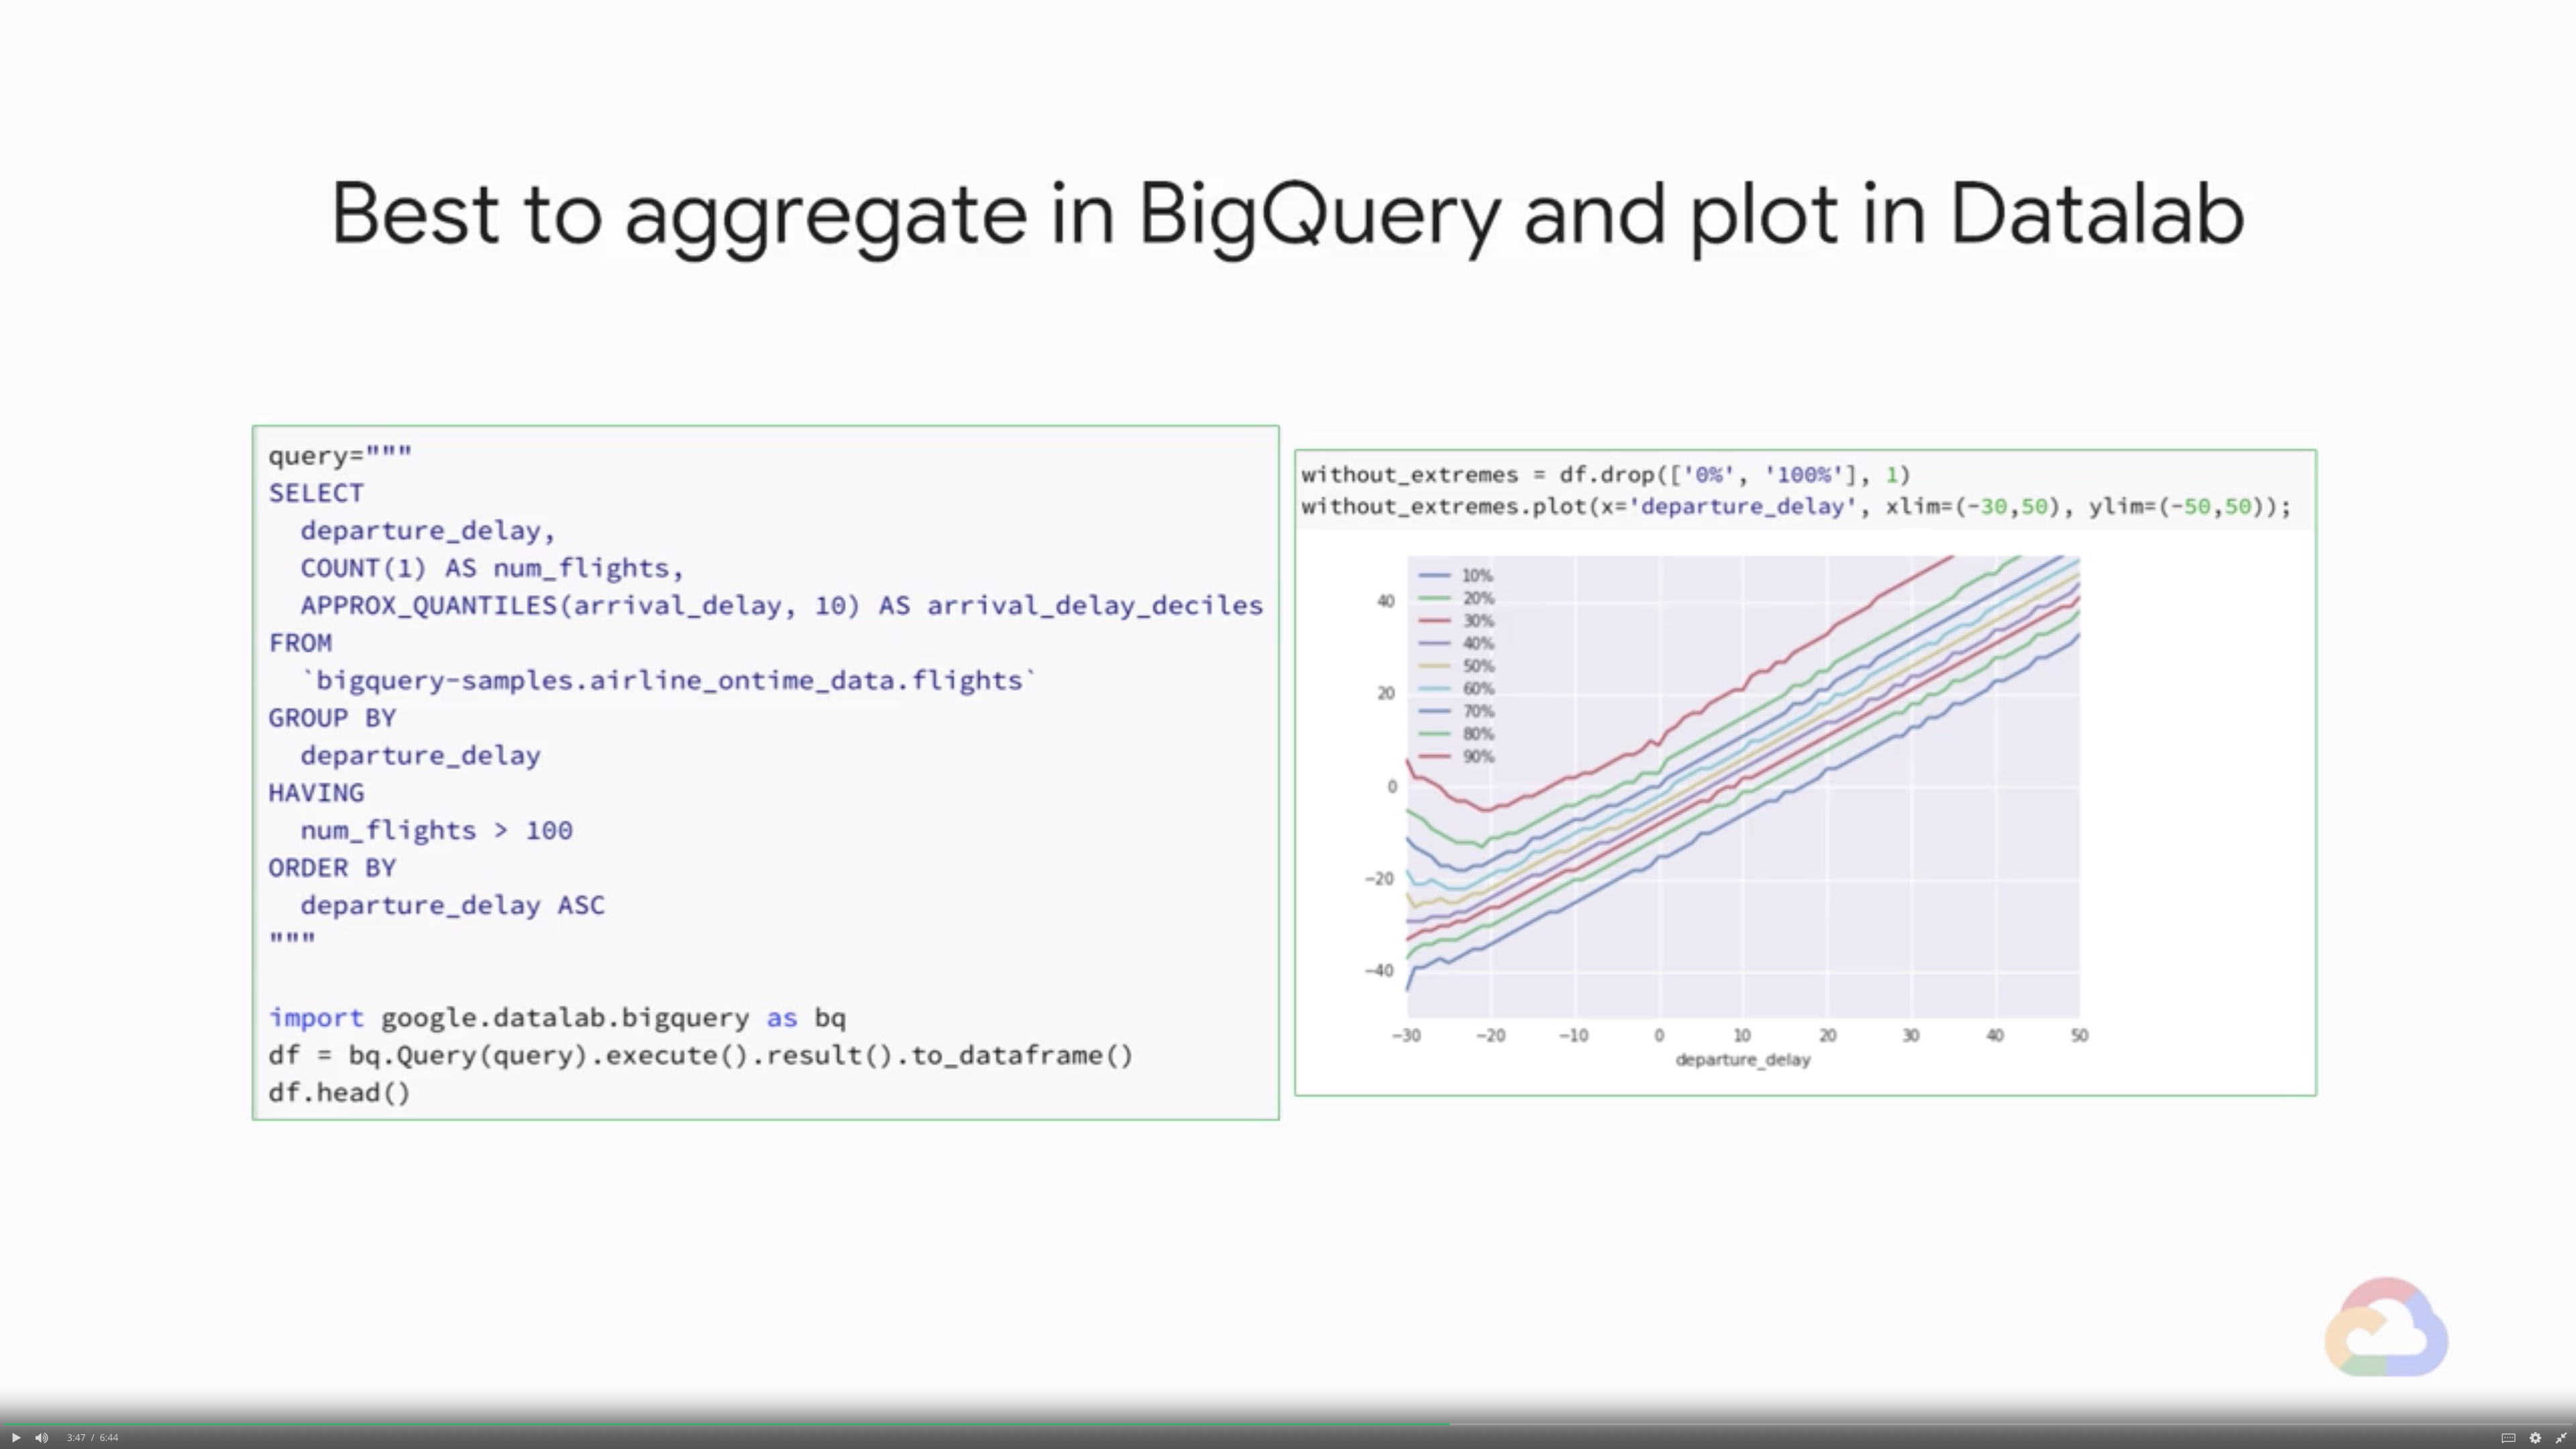 Best to aggregate in BigQuery and plot in Datalab
query="""
SELECT
  departure_delay,
  COUNT(1) AS num_flights,
  APPROX_QUANTILES(arrival_delay, 10) AS arrival_delay_deciles
FROM
  `bigquery-samples.airline_ontime_data.flights`
GROUP BY
  departure_delay
HAVING
  num_flights > 100
ORDER BY
  departure_delay ASC
"""
import google.datalab.bigquery as bq
df = bq.Query(query).execute().result().to_dataframe()
df.head()
without_extremes = df.drop(['0%', '100%'], 1)
without_extremes.plot(x='departure_delay', xlim=(-30,50), ylim=(-50,50));
10%
20%
30%
40%
50%
60%
70%
80%
90%
40
20
0
−20
−40
−30 −20 −10 0 10 20 30 40 50
departure_delay
3:47 / 6:44